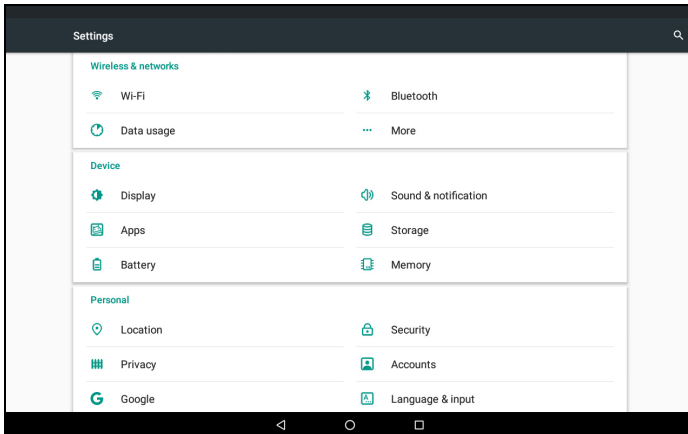 Settings
Wireless & networks
Wi-Fi
Bluetooth
Data usage
More
Device
Display
Sound & notification
Apps
Storage
Battery
Memory
Personal
Location
Security
Privacy
Accounts
Google
Language & input